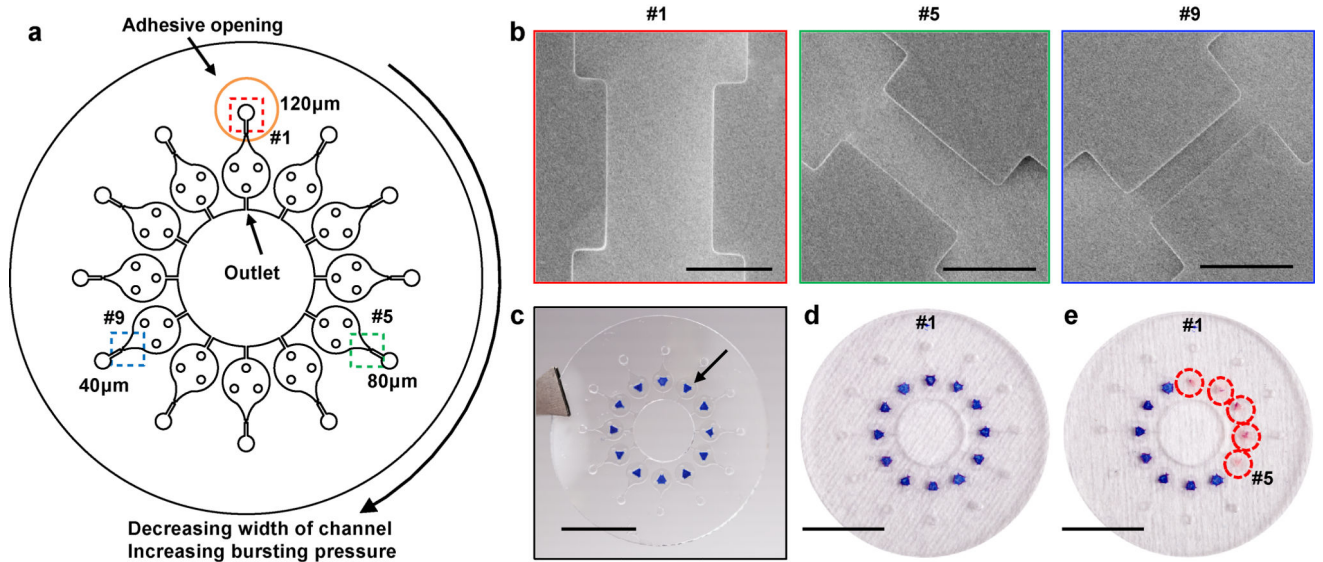 a
Adhesive opening
120µm
#1
Outlet
#9
#5
40µm
80µm
Decreasing width of channel
Increasing bursting pressure
b
#1
#5
#9
c
d
#1
e
#1
#5